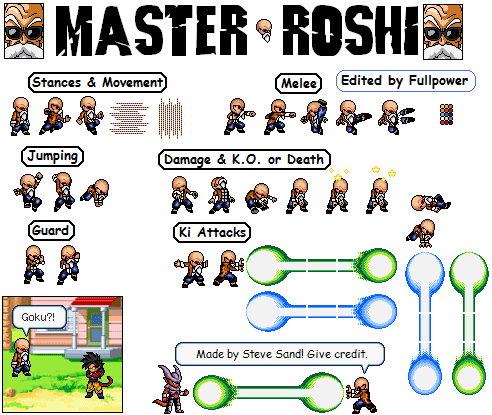 MASTER ROSHI
Stances & Movement
Melee
Edited by Fullpower
Jumping
Damage & K.O. or Death
Guard
Ki Attacks
Goku?!
Made by Steve Sand! Give credit.